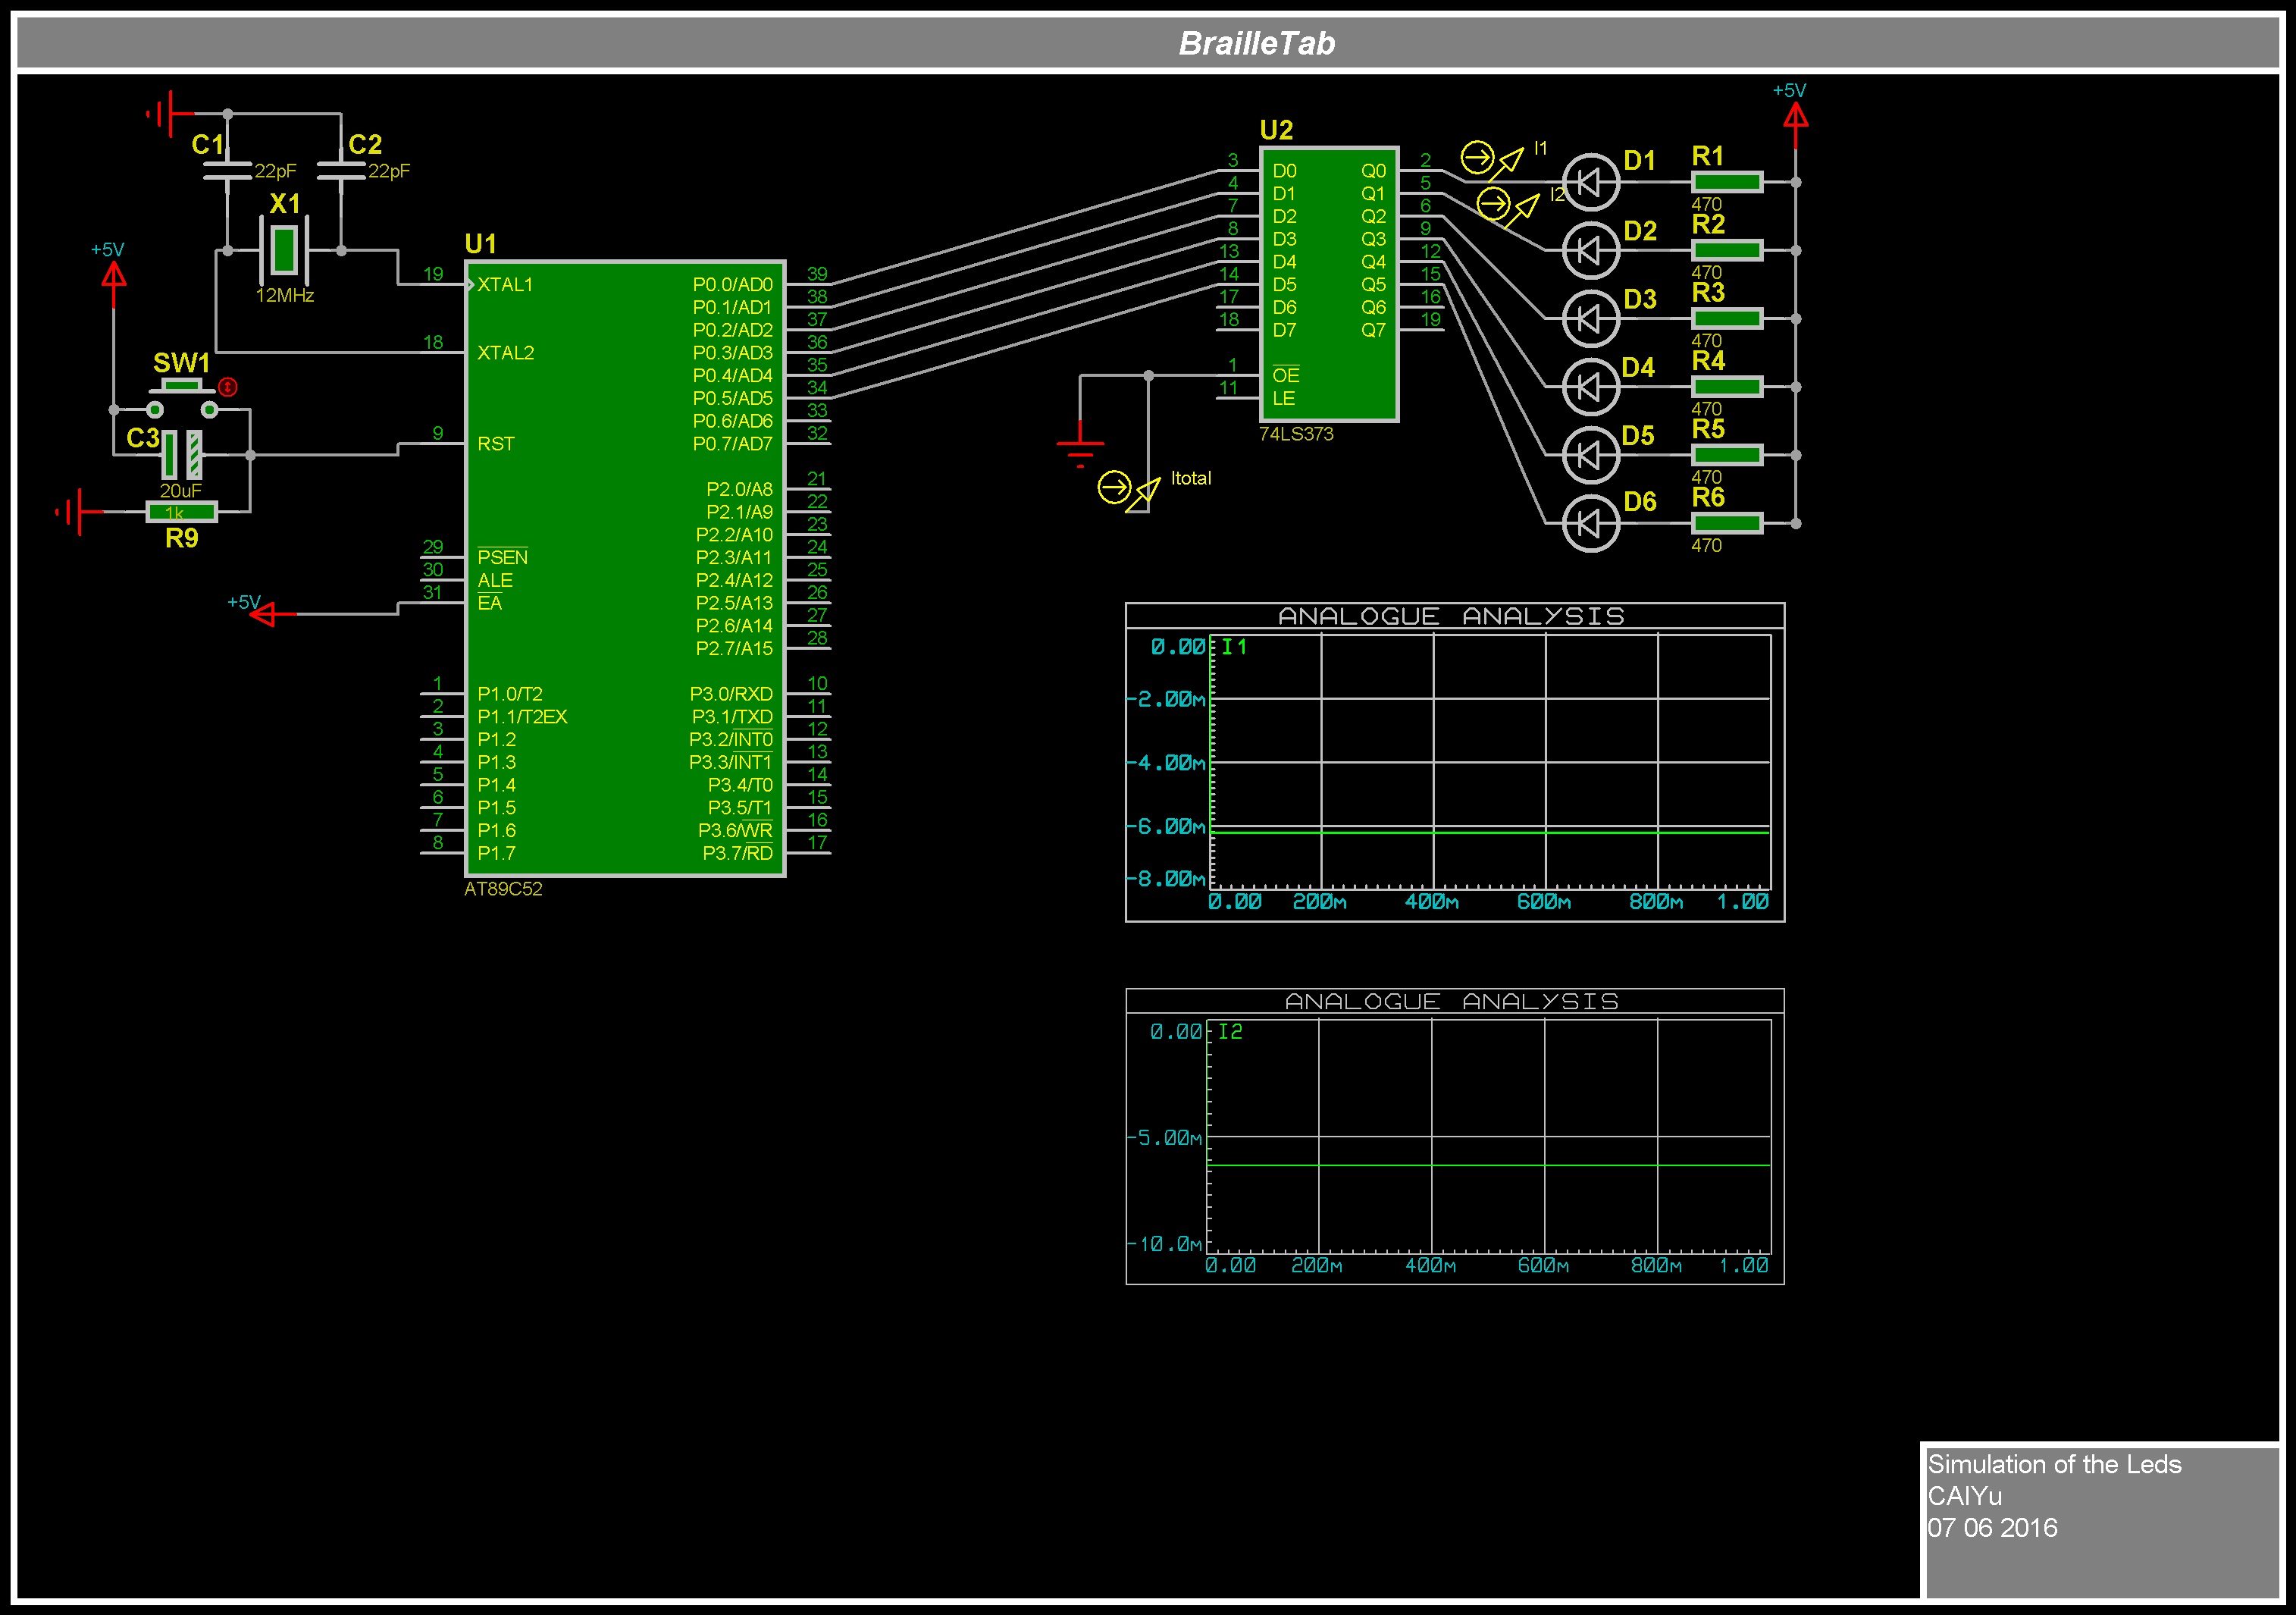 BrailleTab
C1
22pF
C2
22pF
X1
12MHz
+5V
SW1
C3
20uF
1k
R9
+5V
U1
19 XTAL1
18 XTAL2
9 RST
29 PSEN
30 ALE
31 EA
1 P1.0/T2
2 P1.1/T2EX
3 P1.2
4 P1.3
5 P1.4
6 P1.5
7 P1.6
8 P1.7
P0.0/AD0 39
P0.1/AD1 38
P0.2/AD2 37
P0.3/AD3 36
P0.4/AD4 35
P0.5/AD5 34
P0.6/AD6 33
P0.7/AD7 32
P2.0/A8 21
P2.1/A9 22
P2.2/A10 23
P2.3/A11 24
P2.4/A12 25
P2.5/A13 26
P2.6/A14 27
P2.7/A15 28
P3.0/RXD 10
P3.1/TXD 11
P3.2/INT0 12
P3.3/INT1 13
P3.4/T0 14
P3.5/T1 15
P3.6/WR 16
P3.7/RD 17
AT89C52
U2
3 D0 Q0 2
4 D1 Q1 5
7 D2 Q2 6
8 D3 Q3 9
13 D4 Q4 12
14 D5 Q5 15
17 D6 Q6 16
18 D7 Q7 19
1 OE
11 LE
74LS373
Itotal
I1
I2
+5V
D1 R1
470
D2 R2
470
D3 R3
470
D4 R4
470
D5 R5
470
D6 R6
470
ANALOGUE ANALYSIS
0.00 I1
-2.00m
-4.00m
-6.00m
-8.00m
0.00 200m 400m 600m 800m 1.00
ANALOGUE ANALYSIS
0.00 I2
-5.00m
-10.0m
0.00 200m 400m 600m 800m 1.00
Simulation of the Leds
CAIYu
07 06 2016